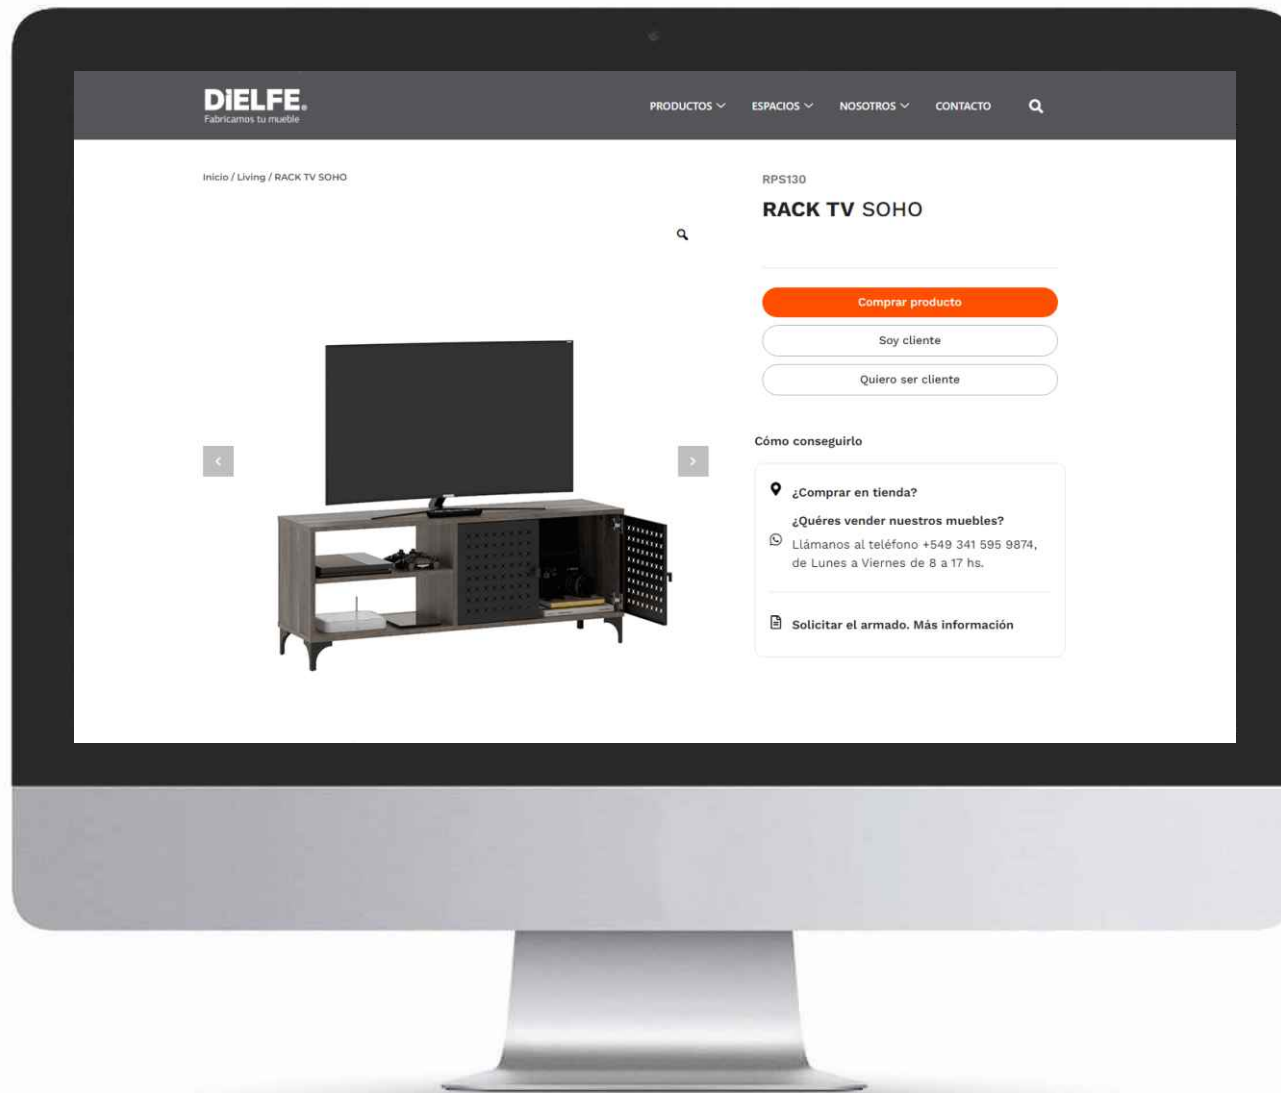 DiELFE®
Fabricamos tu mueble
PRODUCTOS
ESPACIOS
NOSOTROS
CONTACTO
Inicio / Living / RACK TV SOHO
RPS130
RACK TV SOHO
Comprar producto
Soy cliente
Quiero ser cliente
Cómo conseguirlo
¿Comprar en tienda?
¿Quéres vender nuestros muebles?
Llámanos al teléfono +549 341 595 9874,
de Lunes a Viernes de 8 a 17 hs.
Solicitar el armado. Más información